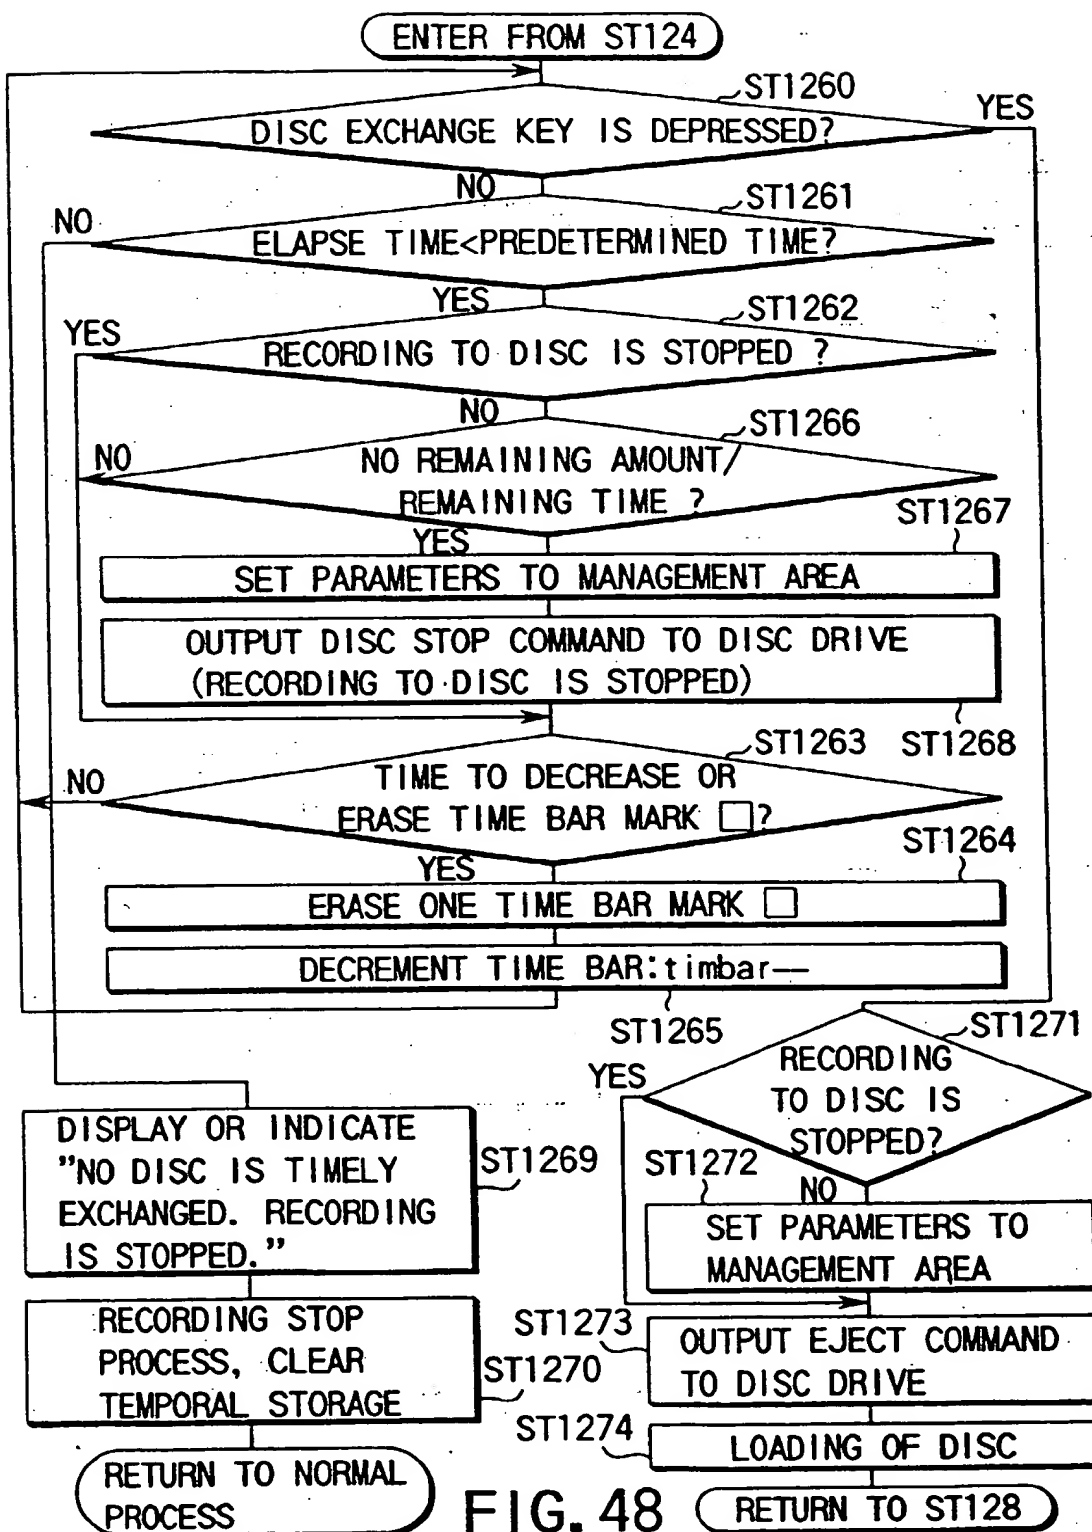 ENTER FROM ST124
ST1260
YES
DISC EXCHANGE KEY IS DEPRESSED?
NO
ST1261
NO
ELAPSE TIME<PREDETERMINED TIME?
YES
ST1262
YES
RECORDING TO DISC IS STOPPED ?
NO
ST1266
NO
NO REMAINING AMOUNT/
REMAINING TIME ?
ST1267
YES
SET PARAMETERS TO MANAGEMENT AREA
OUTPUT DISC STOP COMMAND TO DISC DRIVE
(RECORDING TO DISC IS STOPPED)
ST1263
ST1268
NO
TIME TO DECREASE OR
ERASE TIME BAR MARK □?
ST1264
YES
ERASE ONE TIME BAR MARK □
DECREMENT TIME BAR:timbar—
ST1265
ST1271
RECORDING
TO DISC IS
STOPPED?
YES
DISPLAY OR INDICATE
"NO DISC IS TIMELY
EXCHANGED. RECORDING
IS STOPPED."
ST1269
ST1272
NO
SET PARAMETERS TO
MANAGEMENT AREA
RECORDING STOP
PROCESS, CLEAR
TEMPORAL STORAGE
ST1270
ST1273
OUTPUT EJECT COMMAND
TO DISC DRIVE
ST1274
LOADING OF DISC
RETURN TO NORMAL
PROCESS
FIG. 48
RETURN TO ST128